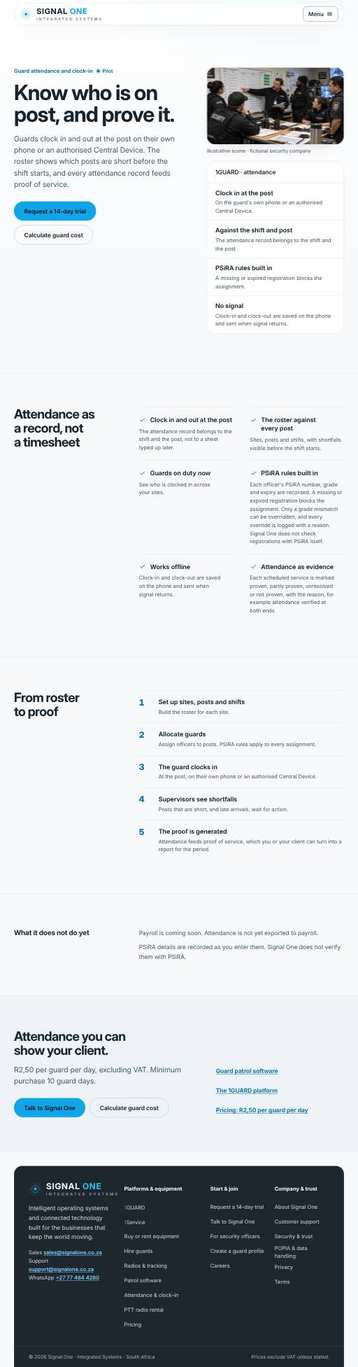 SIGNAL ONE
INTEGRATED SYSTEMS
Menu
Guard attendance and clock-in
Pilot
Know who is on
post, and prove it.
Guards clock in and out at the post on their own
phone or an authorised Central Device. The
roster shows which posts are short before the
shift starts, and every attendance record feeds
proof of service.
Request a 14-day trial
Calculate guard cost
Illustrative scene · fictional security company
1GUARD · attendance
Clock in at the post
On the guard's own phone or an authorised
Central Device.
Against the shift and post
The attendance record belongs to the shift and
the post.
PSiRA rules built in
A missing or expired registration blocks the
assignment.
No signal
Clock-in and clock-out are saved on the phone
and sent when signal returns.
Attendance as
a record, not
a timesheet
Clock in and out at the post
The attendance record belongs to the
shift and the post, not to a sheet
typed up later.
The roster against
every post
Sites, posts and shifts, with shortfalls
visible before the shift starts.
Guards on duty now
See who is clocked in across
your sites.
PSiRA rules built in
Each officer's PSiRA number, grade
and expiry are recorded. A missing or
expired registration blocks the
assignment. Only a grade mismatch
can be overridden, and every
override is logged with a reason.
Signal One does not check
registrations with PSiRA itself.
Works offline
Clock-in and clock-out are saved
on the phone and sent when
signal returns.
Attendance as evidence
Each scheduled service is marked
proven, partly proven, unresolved
or not proven, with the reason, for
example attendance verified at
both ends.
From roster
to proof
1
Set up sites, posts and shifts
Build the roster for each site.
2
Allocate guards
Assign officers to posts. PSiRA rules apply to every assignment.
3
The guard clocks in
At the post, on their own phone or an authorised Central Device.
4
Supervisors see shortfalls
Posts that are short, and late arrivals, wait for action.
5
The proof is generated
Attendance feeds proof of service, which you or your client can turn into a
report for the period.
What it does not do yet
Payroll is coming soon. Attendance is not yet exported to payroll.
PSiRA details are recorded as you enter them. Signal One does not verify
them with PSiRA.
Attendance you can
show your client.
R2,50 per guard per day, excluding VAT. Minimum
purchase 10 guard days.
Talk to Signal One
Calculate guard cost
Guard patrol software
The 1GUARD platform
Pricing: R2,50 per guard per day
SIGNAL ONE
INTEGRATED SYSTEMS
Intelligent operating systems
and connected technology
built for the businesses that
keep the world moving.
Sales sales@signalone.co.za
Support
support@signalone.co.za
WhatsApp +27 77 484 4280
Platforms & equipment
1GUARD
1Service
Buy or rent equipment
Hire guards
Radios & tracking
Patrol software
Attendance & clock-in
PTT radio rental
Pricing
Start & join
Request a 14-day trial
Talk to Signal One
For security officers
Create a guard profile
Careers
Company & trust
About Signal One
Customer support
Security & trust
POPIA & data
handling
Privacy
Terms
© 2026 Signal One · Integrated Systems · South Africa
Prices exclude VAT unless stated.